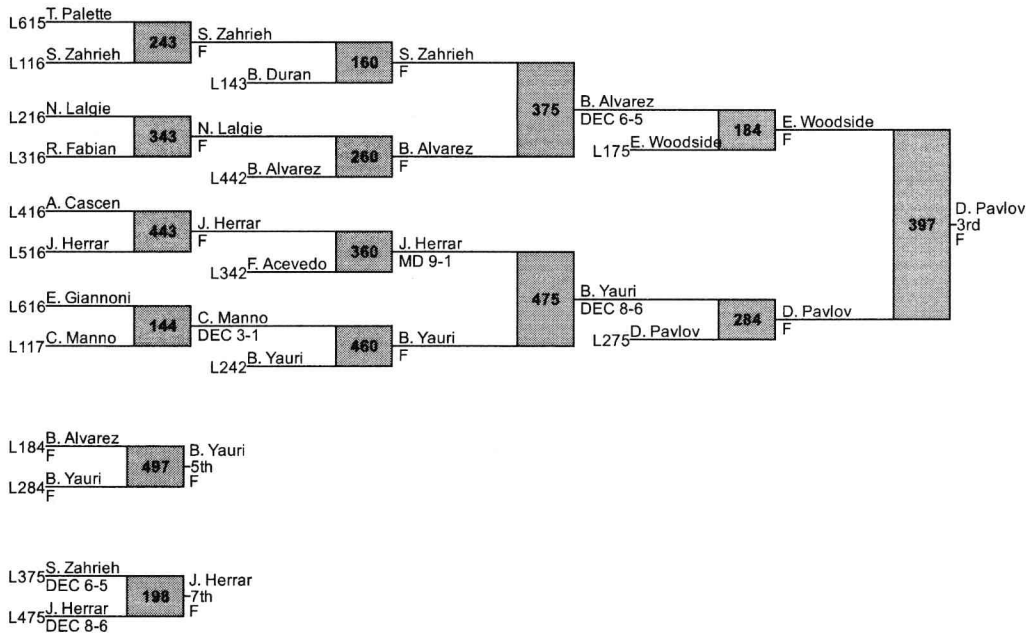 L615 T. Palette
243
S. Zahrieh
F
L116 S. Zahrieh
160
S. Zahrieh
F
L143 B. Duran
375
B. Alvarez
DEC 6-5
L216 N. Lalgie
343
N. Lalgie
F
L316 R. Fabian
260
B. Alvarez
F
L442 B. Alvarez
184
E. Woodside
F
L175 E. Woodside
397
D. Pavlov
3rd
F
L416 A. Cascen
443
J. Herrar
F
L516 J. Herrar
360
J. Herrar
MD 9-1
L342 F. Acevedo
475
B. Yauri
DEC 8-6
L616 E. Giannoni
144
C. Manno
DEC 3-1
L117 C. Manno
460
B. Yauri
F
L242 B. Yauri
284
D. Pavlov
F
L275 D. Pavlov
L184 B. Alvarez
F
497
B. Yauri
5th
F
L284 B. Yauri
F
L375 S. Zahrieh
DEC 6-5
198
J. Herrar
7th
F
L475 J. Herrar
DEC 8-6